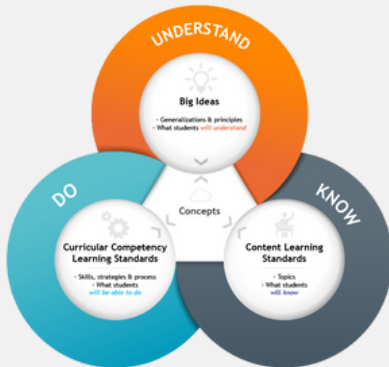 UNDERSTAND
Big Ideas
- Generalizations & principles
- What students will understand
DO
KNOW
Concepts
Curricular Competency
Learning Standards
- Skills, strategies & process
- What students
will be able to do
Content Learning
Standards
- Topics
- What students
will know